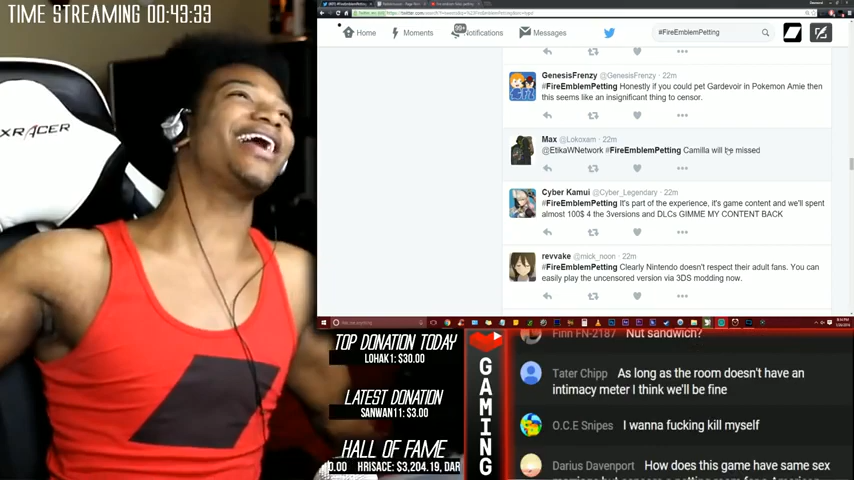 TIME STREAMING 00:43:33
XRACER
Home
Moments
99+
Notifications
Messages
#FireEmblemPetting
GenesisFrenzy @GenesisFrenzy · 22m
#FireEmblemPetting Honestly if you could pet Gardevoir in Pokemon Amie then
this seems like an insignificant thing to censor.
Max @Lokoxam · 22m
@EtikaWNetwork #FireEmblemPetting Camilla will be missed
Cyber Kamui @Cyber_Legendary · 22m
#FireEmblemPetting It's part of the experience, it's game content and we'll spent
almost 100$ 4 the 3versions and DLCs GIMME MY CONTENT BACK
revvake @mick_noon · 22m
#FireEmblemPetting Clearly Nintendo doesn't respect their adult fans. You can
easily play the uncensored version via 3DS modding now.
TOP DONATION TODAY
LOHAK1: $30.00
LATEST DONATION
SANWAN11: $3.00
HALL OF FAME
0.00 HRISACE: $3,204.19, DAR
GAMING
Finn FN-2187 Nut sandwich?
Tater Chipp As long as the room doesn't have an
intimacy meter I think we'll be fine
O.C.E Snipes I wanna fucking kill myself
Darius Davenport How does this game have same sex